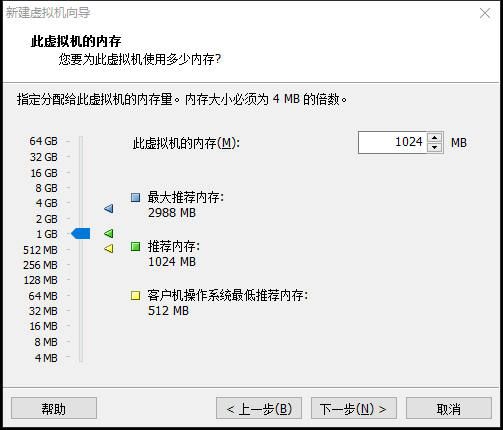 新建虚拟机向导
此虚拟机的内存
您要为此虚拟机使用多少内存?
指定分配给此虚拟机的内存量。内存大小必须为 4 MB 的倍数。
此虚拟机的内存(M): 1024 MB
64 GB
32 GB
16 GB
8 GB
4 GB
2 GB
1 GB
512 MB
256 MB
128 MB
64 MB
32 MB
16 MB
8 MB
4 MB
最大推荐内存:
2988 MB
推荐内存:
1024 MB
客户机操作系统最低推荐内存:
512 MB
帮助 < 上一步(B) 下一步(N) > 取消